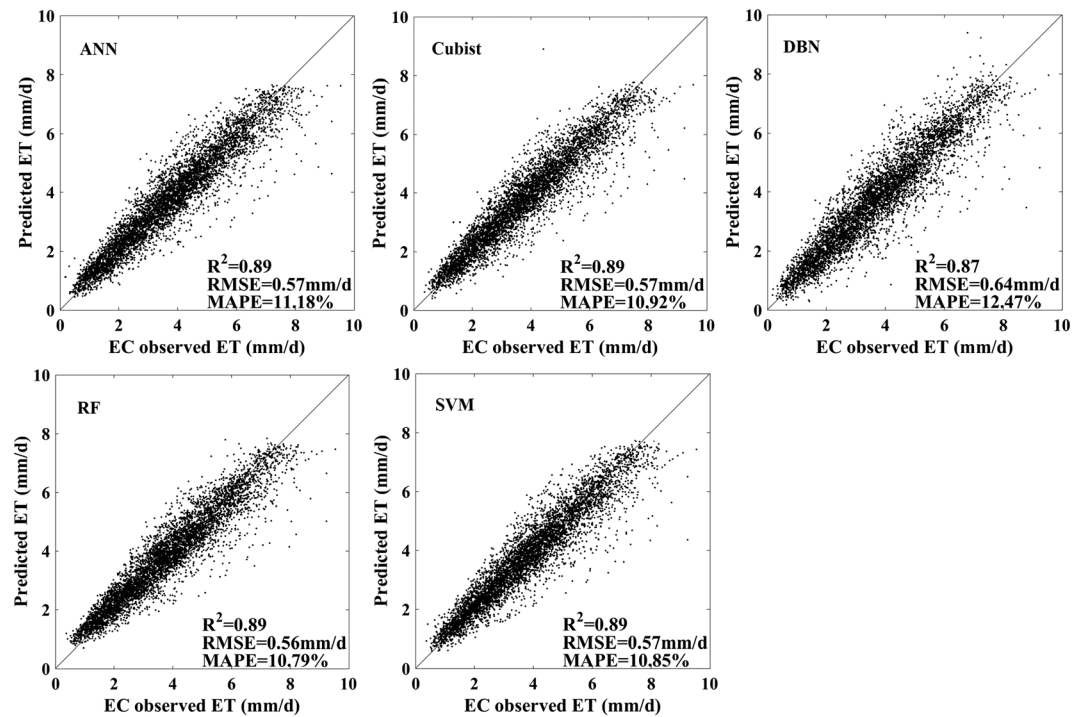 ANN
Predicted ET (mm/d)
10
8
6
4
2
0
R²=0.89
RMSE=0.57mm/d
MAPE=11,18%
0 2 4 6 8 10
EC observed ET (mm/d)
Cubist
Predicted ET (mm/d)
10
8
6
4
2
0
R²=0.89
RMSE=0.57mm/d
MAPE=10,92%
0 2 4 6 8 10
EC observed ET (mm/d)
DBN
Predicted ET (mm/d)
10
8
6
4
2
0
R²=0.87
RMSE=0.64mm/d
MAPE=12,47%
0 2 4 6 8 10
EC observed ET (mm/d)
RF
Predicted ET (mm/d)
10
8
6
4
2
0
R²=0.89
RMSE=0.56mm/d
MAPE=10,79%
0 2 4 6 8 10
EC observed ET (mm/d)
SVM
Predicted ET (mm/d)
10
8
6
4
2
0
R²=0.89
RMSE=0.57mm/d
MAPE=10,85%
0 2 4 6 8 10
EC observed ET (mm/d)